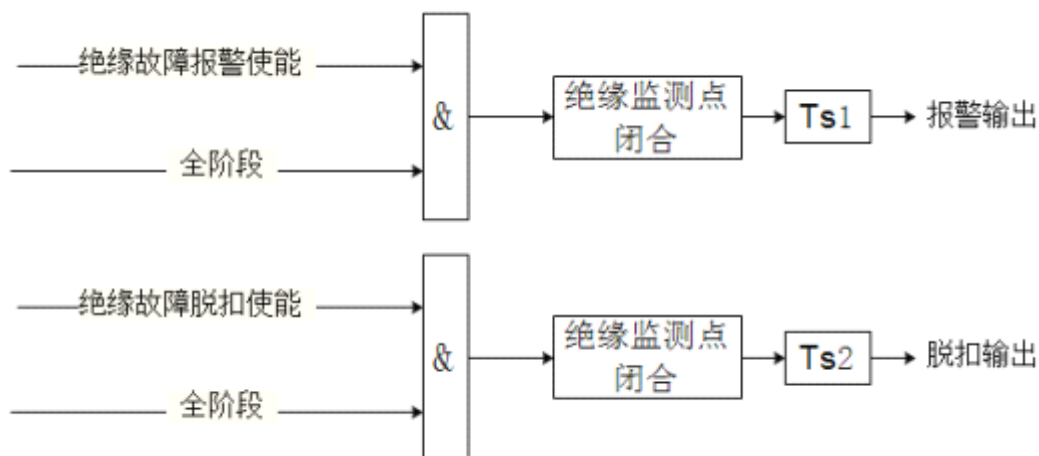 绝缘故障报警使能
全阶段
&
绝缘监测点
闭合
Ts1
报警输出
绝缘故障脱扣使能
全阶段
&
绝缘监测点
闭合
Ts2
脱扣输出